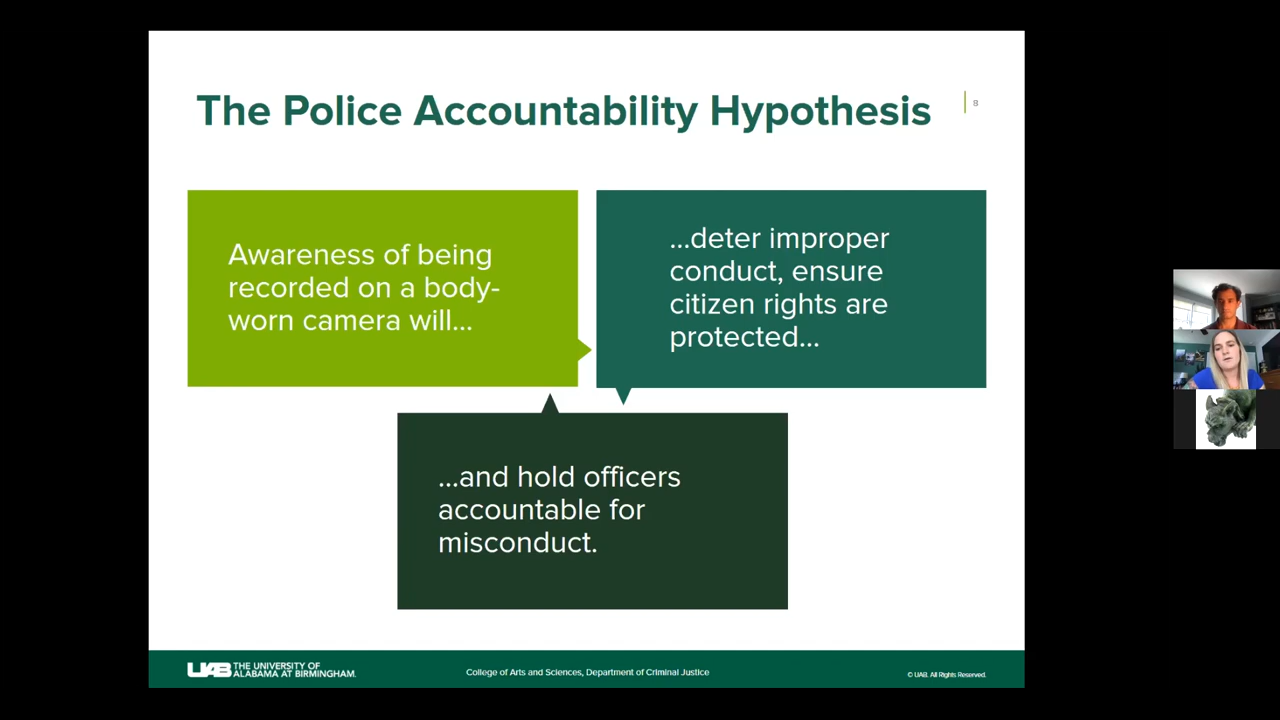 The Police Accountability Hypothesis
8
Awareness of being
recorded on a body-
worn camera will...
...deter improper
conduct, ensure
citizen rights are
protected...
...and hold officers
accountable for
misconduct.
UAB THE UNIVERSITY OF
ALABAMA AT BIRMINGHAM.
College of Arts and Sciences, Department of Criminal Justice
© UAB. All Rights Reserved.